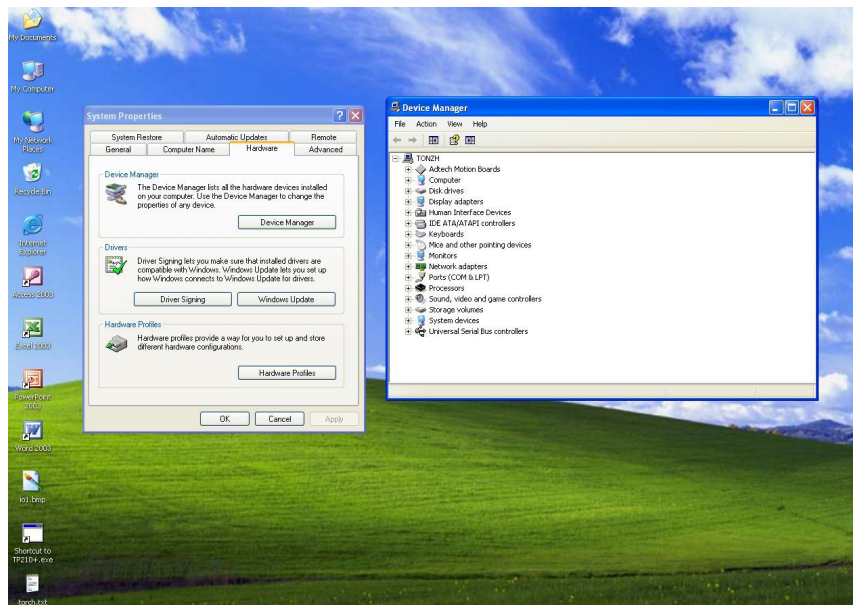 My Documents
My Computer
My Network
Places
Recycle Bin
Internet
Explorer
Access 2003
Excel 2003
PowerPoint
2003
Word 2003
io1.bmp
Shortcut to
TP210+.exe
torch.txt
System Properties
System Restore
Automatic Updates
Remote
General
Computer Name
Hardware
Advanced
Device Manager
The Device Manager lists all the hardware devices installed
on your computer. Use the Device Manager to change the
properties of any device.
Device Manager
Drivers
Driver Signing lets you make sure that installed drivers are
compatible with Windows. Windows Update lets you set up
how Windows connects to Windows Update for drivers.
Driver Signing
Windows Update
Hardware Profiles
Hardware profiles provide a way for you to set up and store
different hardware configurations.
Hardware Profiles
OK
Cancel
Apply
Device Manager
File Action View Help
TONZH
Adtech Motion Boards
Computer
Disk drives
Display adapters
Human Interface Devices
IDE ATA/ATAPI controllers
Keyboards
Mice and other pointing devices
Monitors
Network adapters
Ports (COM & LPT)
Processors
Sound, video and game controllers
Storage volumes
System devices
Universal Serial Bus controllers